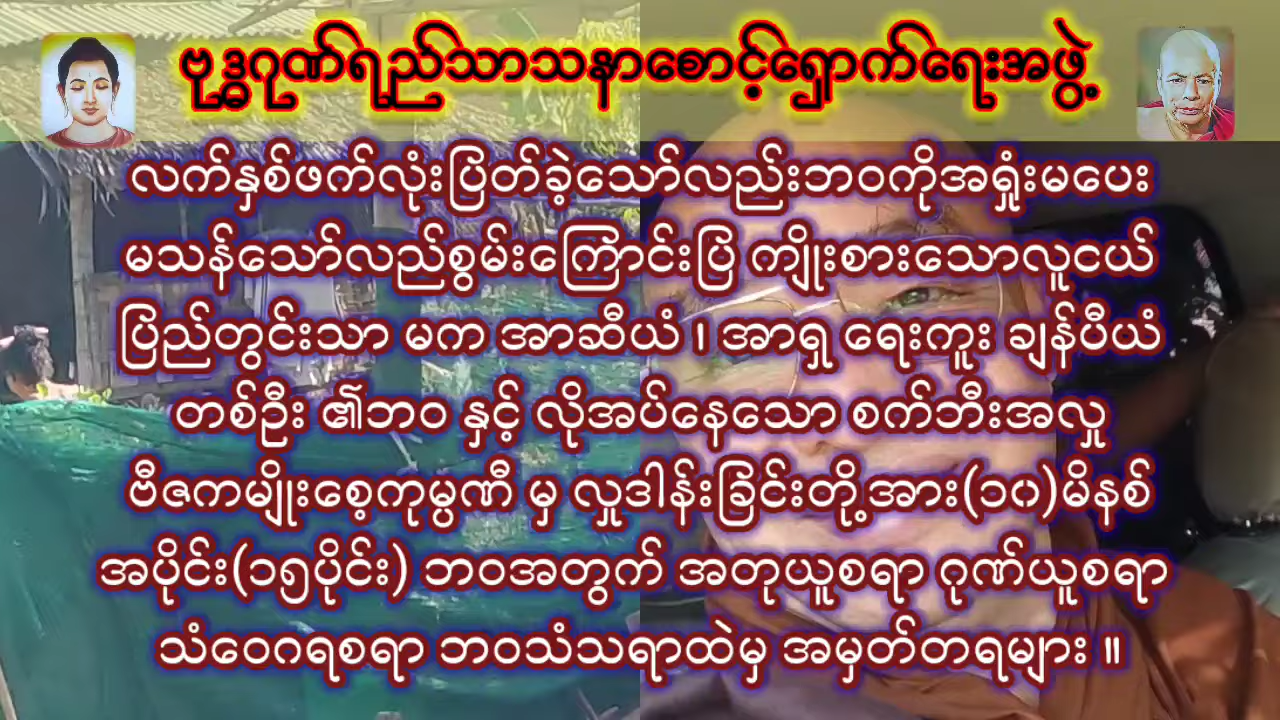 ဗုဒ္ဓဂုဏ်ရည်သာသနာစောင့်ရှောက်ရေးအဖွဲ့
လက်နှစ်ဖက်လုံးပြတ်ခဲ့သော်လည်းဘဝကိုအရှုံးမပေး
မသန်သော်လည်စွမ်းကြောင်းပြ ကျိုးစားသောလူငယ်
ပြည်တွင်းသာ မက အာဆီယံ ၊ အာရှ ရေးကူး ချန်ပီယံ
တစ်ဦး ၏ဘဝ နှင့် လိုအပ်နေသော စက်ဘီးအလှု
ဗီဇကမျိုးစေ့ကုမ္ပဏီ မှ လှုဒါန်းခြင်းတို့အား(၁၀)မိနစ်
အပိုင်း(၁၅ပိုင်း) ဘဝအတွက် အတုယူစရာ ဂုဏ်ယူစရာ
သံဝေဂရစရာ ဘဝသံသရာထဲမှ အမှတ်တရများ ။